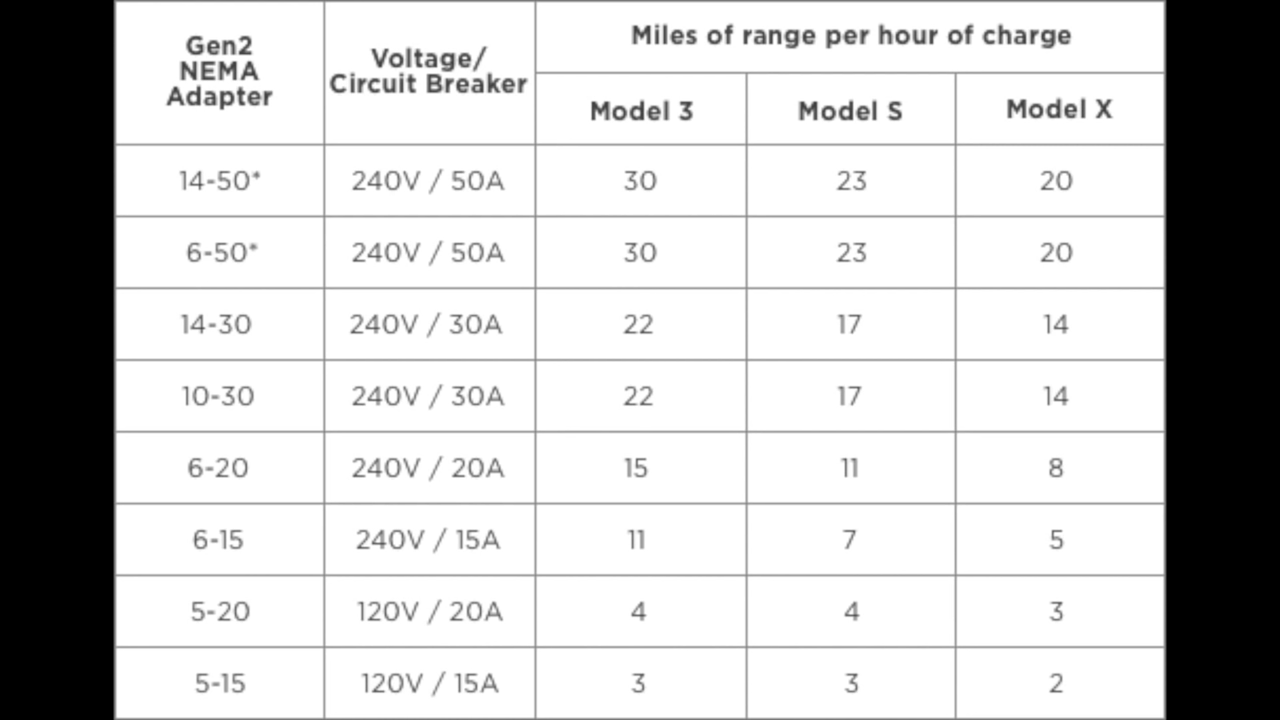 Gen2
NEMA
Adapter
Voltage/
Circuit Breaker
Miles of range per hour of charge
Model 3 Model S Model X
14-50* 240V / 50A 30 23 20
6-50* 240V / 50A 30 23 20
14-30 240V / 30A 22 17 14
10-30 240V / 30A 22 17 14
6-20 240V / 20A 15 11 8
6-15 240V / 15A 11 7 5
5-20 120V / 20A 4 4 3
5-15 120V / 15A 3 3 2